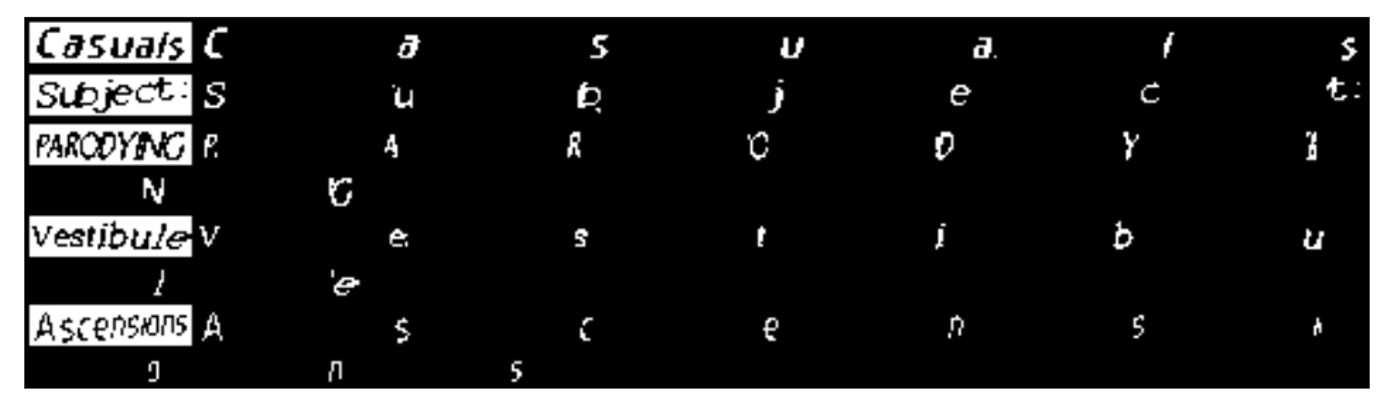 Casuals C a s u a l s
Subject: S u b j e c t:
PARODYING P A R O D Y I
N G
Vestibule V e s t i b u
l e
Ascensions A s c e n s i
o n s